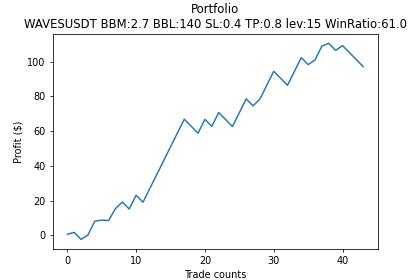 Portfolio
WAVESUSDT BBM:2.7 BBL:140 SL:0.4 TP:0.8 lev:15 WinRatio:61.0
Profit ($)
100
80
60
40
20
0
0 10 20 30 40
Trade counts